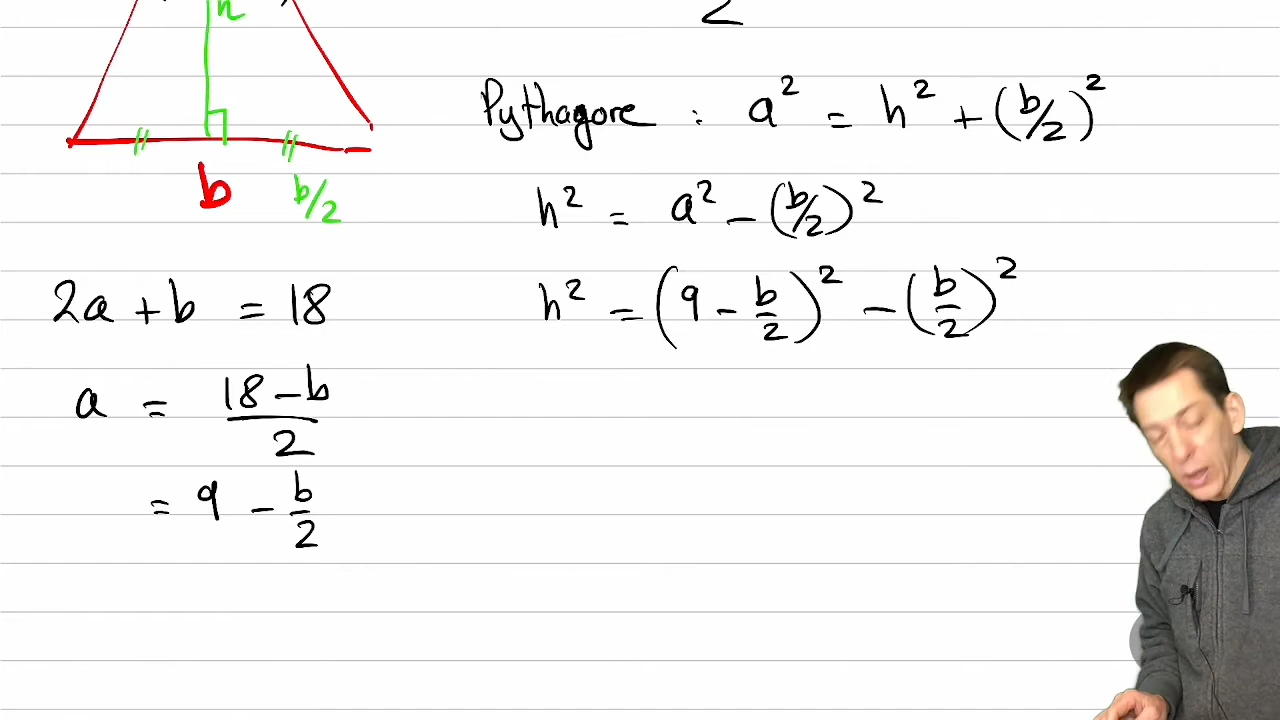 h
2
Pythagore : a² = h² + (b/2)²
b
b/2
h² = a² − (b/2)²
h² = (9 − b/2)² − (b/2)²
2a + b = 18
a = (18 − b)/2
= 9 − b/2